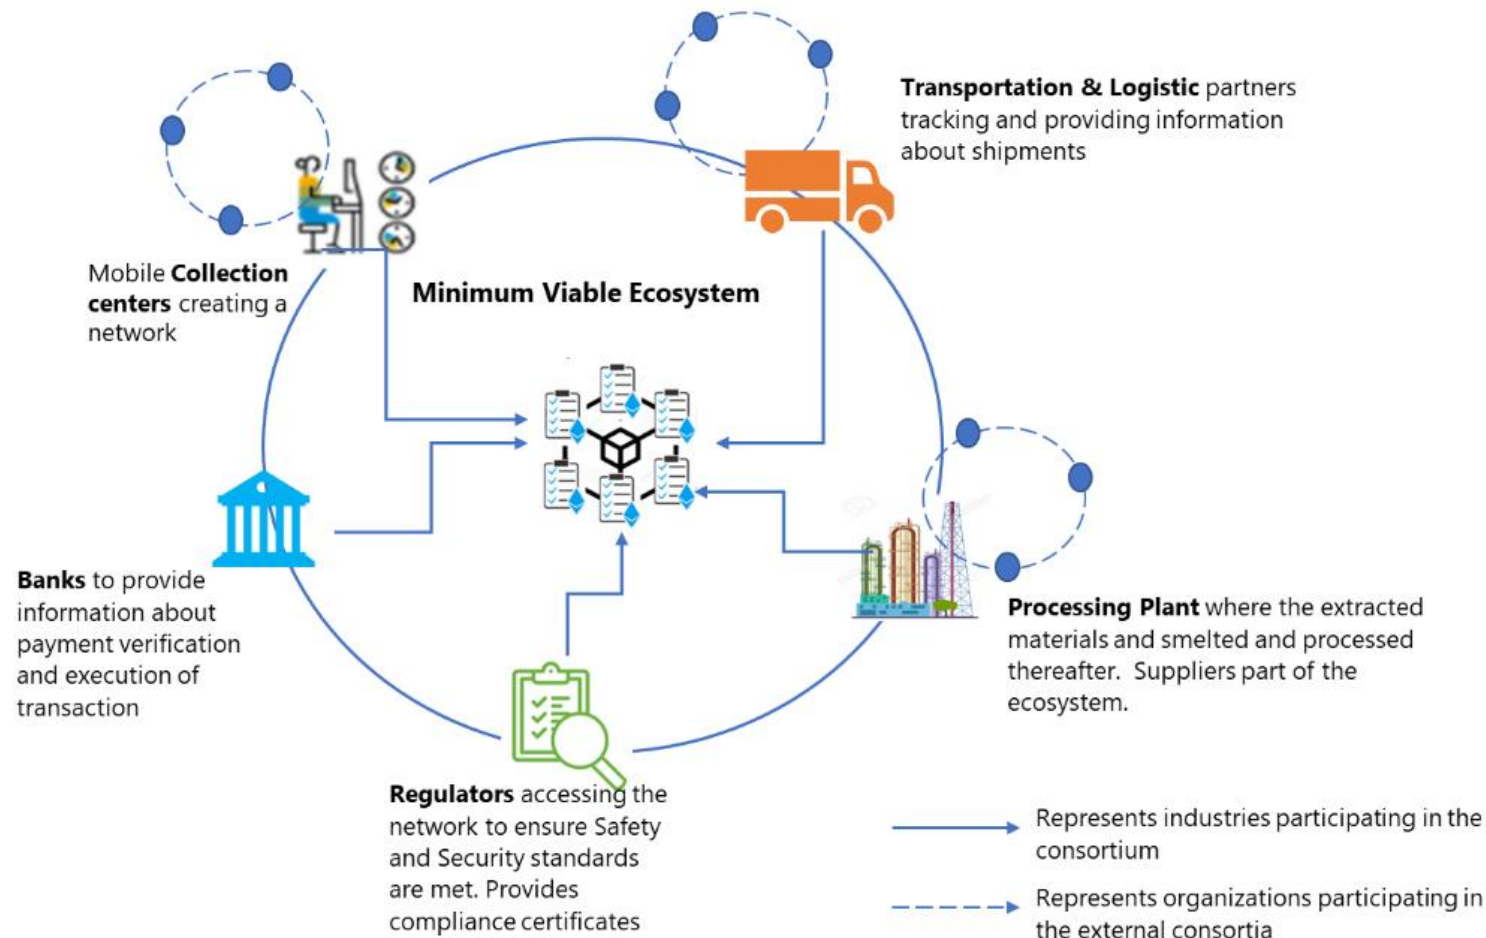 Transportation & Logistic partners
tracking and providing information
about shipments
Mobile Collection
centers creating a
network
Minimum Viable Ecosystem
Banks to provide
information about
payment verification
and execution of
transaction
Processing Plant where the extracted
materials and smelted and processed
thereafter. Suppliers part of the
ecosystem.
Regulators accessing the
network to ensure Safety
and Security standards
are met. Provides
compliance certificates
Represents industries participating in the
consortium
Represents organizations participating in
the external consortia